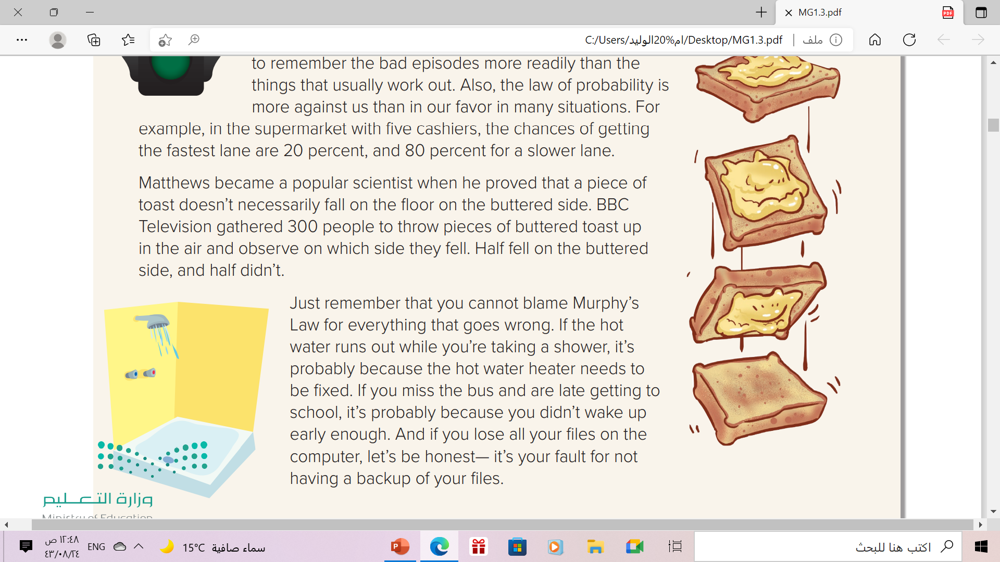 MG1.3.pdf
C:/Users/ام%20الوليد/Desktop/MG1.3.pdf
ملف
to remember the bad episodes more readily than the
things that usually work out. Also, the law of probability is
more against us than in our favor in many situations. For
example, in the supermarket with five cashiers, the chances of getting
the fastest lane are 20 percent, and 80 percent for a slower lane.
Matthews became a popular scientist when he proved that a piece of
toast doesn’t necessarily fall on the floor on the buttered side. BBC
Television gathered 300 people to throw pieces of buttered toast up
in the air and observe on which side they fell. Half fell on the buttered
side, and half didn’t.
Just remember that you cannot blame Murphy’s
Law for everything that goes wrong. If the hot
water runs out while you’re taking a shower, it’s
probably because the hot water heater needs to
be fixed. If you miss the bus and are late getting to
school, it’s probably because you didn’t wake up
early enough. And if you lose all your files on the
computer, let’s be honest— it’s your fault for not
having a backup of your files.
وزارة التعليم
Ministry of Education
١٢:٤٨ ص
٤٣/٠٨/٢٤
ENG
15°C سماء صافية
اكتب هنا للبحث